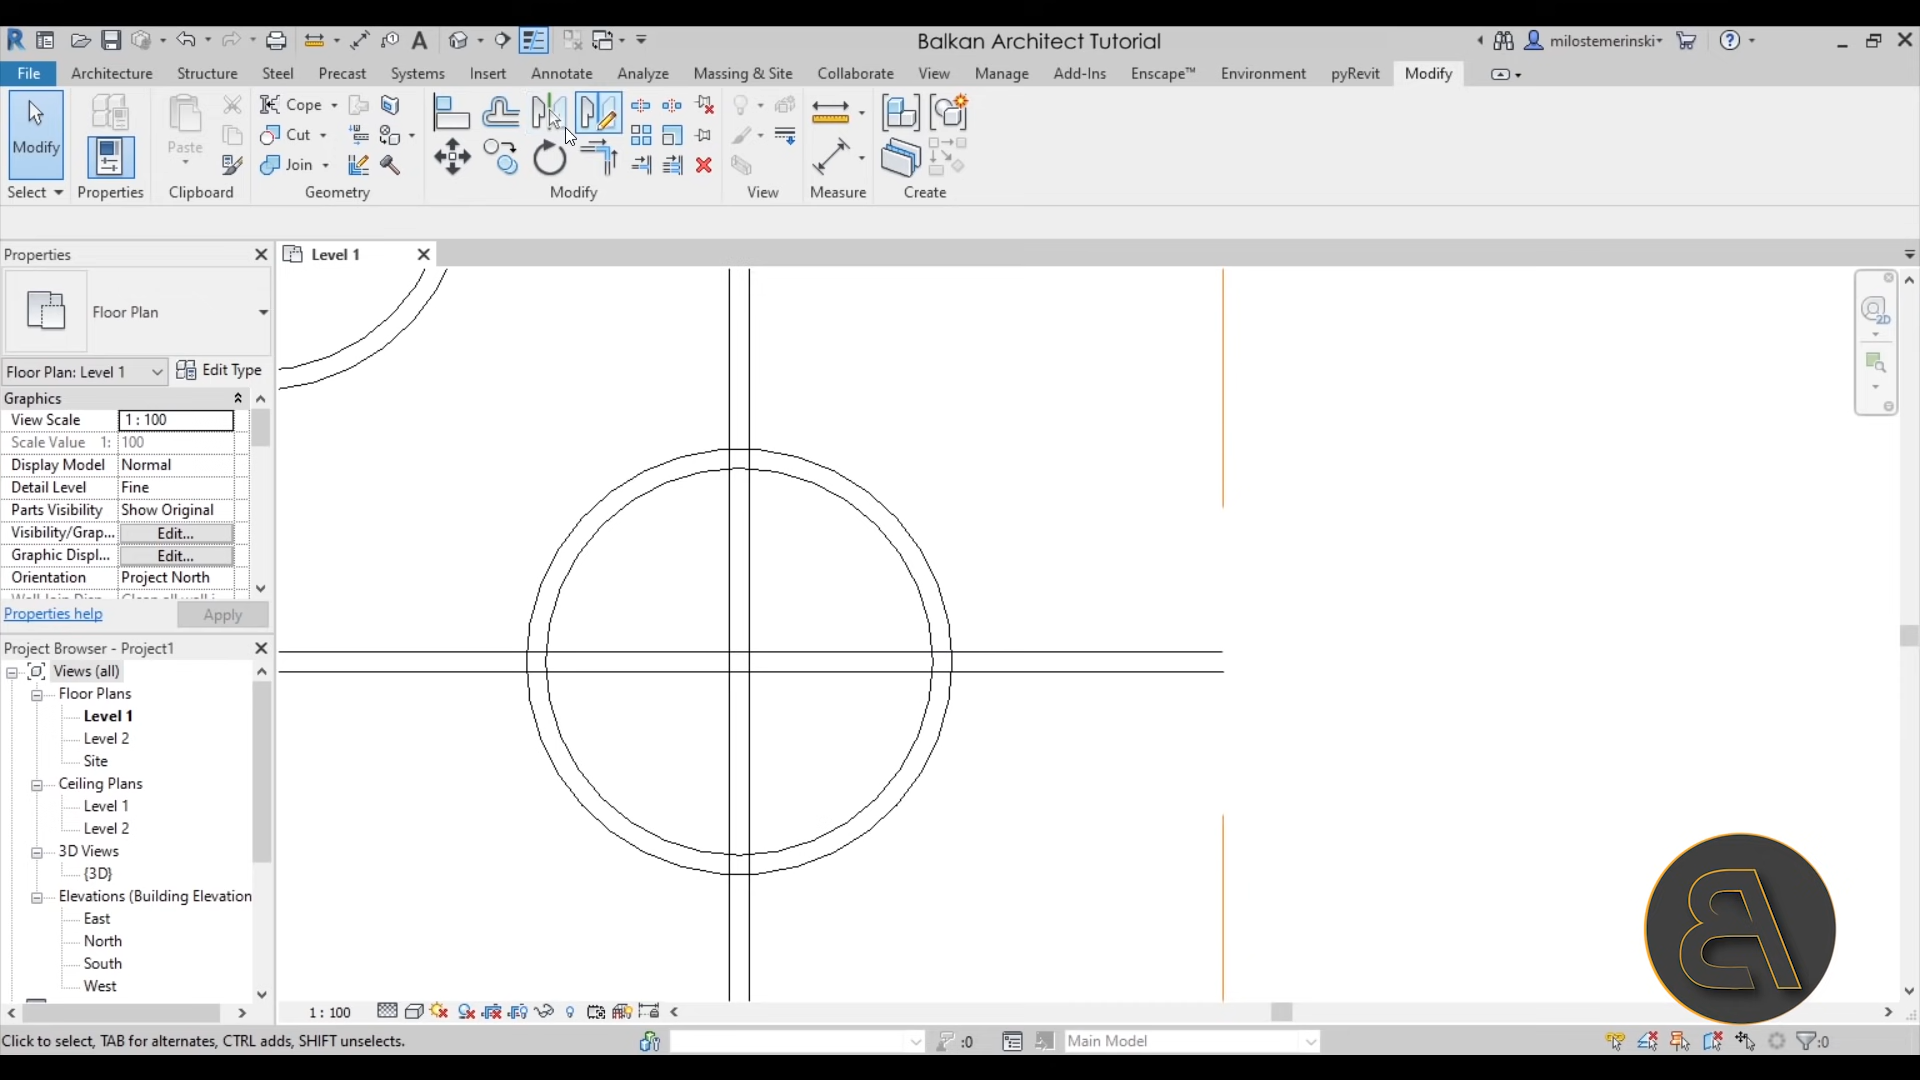 Balkan Architect Tutorial
milostemerinski
File Architecture Structure Steel Precast Systems Insert Annotate Analyze Massing & Site Collaborate View Manage Add-Ins Enscape™ Environment pyRevit Modify
Modify
Select
Properties
Paste
Clipboard
Cope
Cut
Join
Geometry
Modify
View
Measure
Create
Properties
Floor Plan
Floor Plan: Level 1
Edit Type
Graphics
View Scale 1 : 100
Scale Value 1: 100
Display Model Normal
Detail Level Fine
Parts Visibility Show Original
Visibility/Grap... Edit...
Graphic Displ... Edit...
Orientation Project North
Properties help
Apply
Project Browser - Project1
Views (all)
Floor Plans
Level 1
Level 2
Site
Ceiling Plans
Level 1
Level 2
3D Views
{3D}
Elevations (Building Elevation
East
North
South
West
Level 1
2D
1 : 100
Click to select, TAB for alternates, CTRL adds, SHIFT unselects.
:0
Main Model
:0